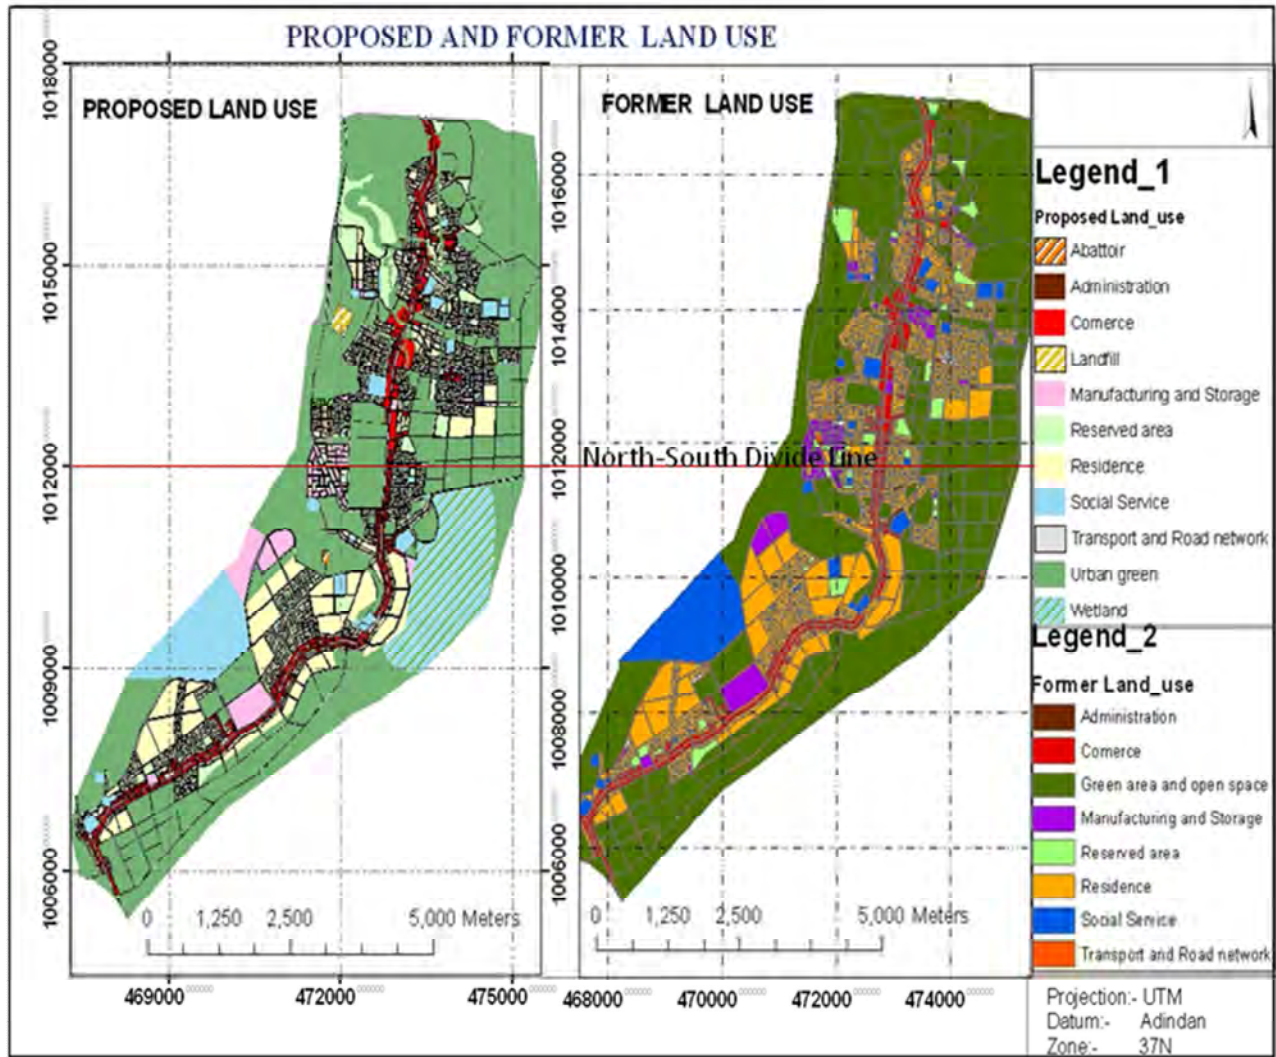 PROPOSED AND FORMER LAND USE
PROPOSED LAND USE
FORMER LAND USE
North-South Divide Line
1018000
1015000
1012000
1009000
1006000
469000
472000
475000
0 1,250 2,500 5,000 Meters
1016000
1014000
1012000
1010000
1008000
1006000
468000
470000
472000
474000
0 1,250 2,500 5,000 Meters
Legend_1
Proposed Land_use
Abattoir
Administration
Comerce
Landfill
Manufacturing and Storage
Reserved area
Residence
Social Service
Transport and Road network
Urban green
Wetland
Legend_2
Former Land_use
Administration
Comerce
Green area and open space
Manufacturing and Storage
Reserved area
Residence
Social Service
Transport and Road network
Projection:- UTM
Datum:- Adindan
Zone:- 37N